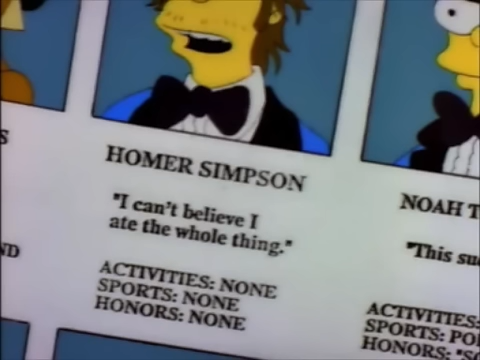 S
ND
HOMER SIMPSON
"I can't believe I
ate the whole thing."
ACTIVITIES: NONE
SPORTS: NONE
HONORS: NONE
NOAH T
"This su
ACTIVITIES:
SPORTS: PO
HONORS: "S